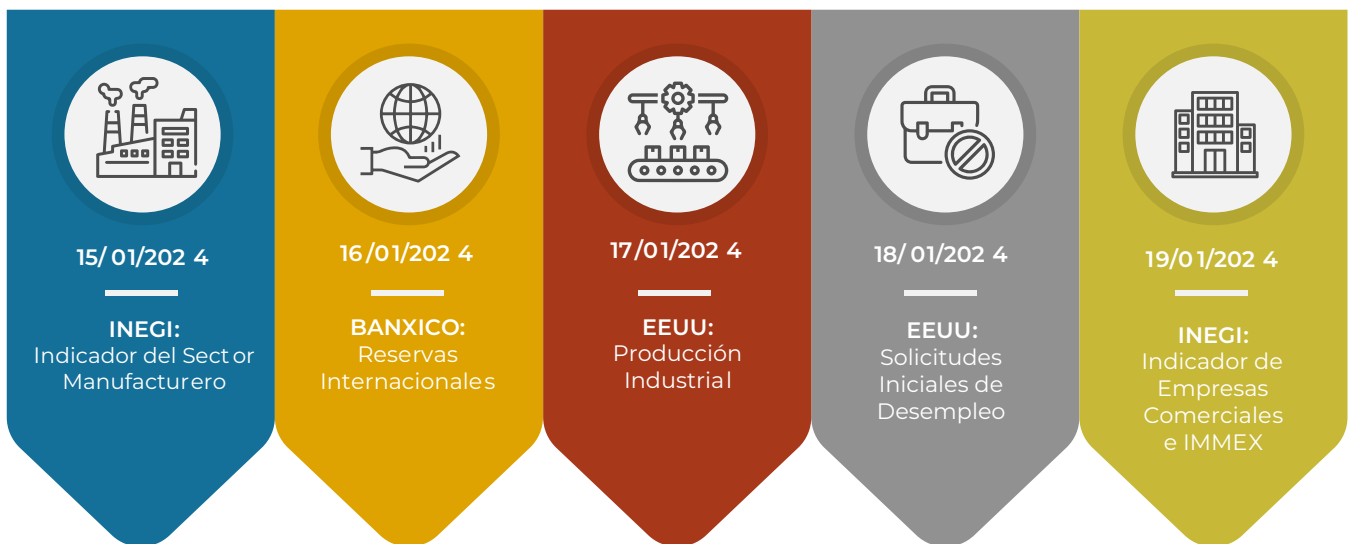 15/01/2024
INEGI:
Indicador del Sector
Manufacturero
16/01/2024
BANXICO:
Reservas
Internacionales
17/01/2024
EEUU:
Producción
Industrial
18/01/2024
EEUU:
Solicitudes
Iniciales de
Desempleo
19/01/2024
INEGI:
Indicador de
Empresas
Comerciales
e IMMEX